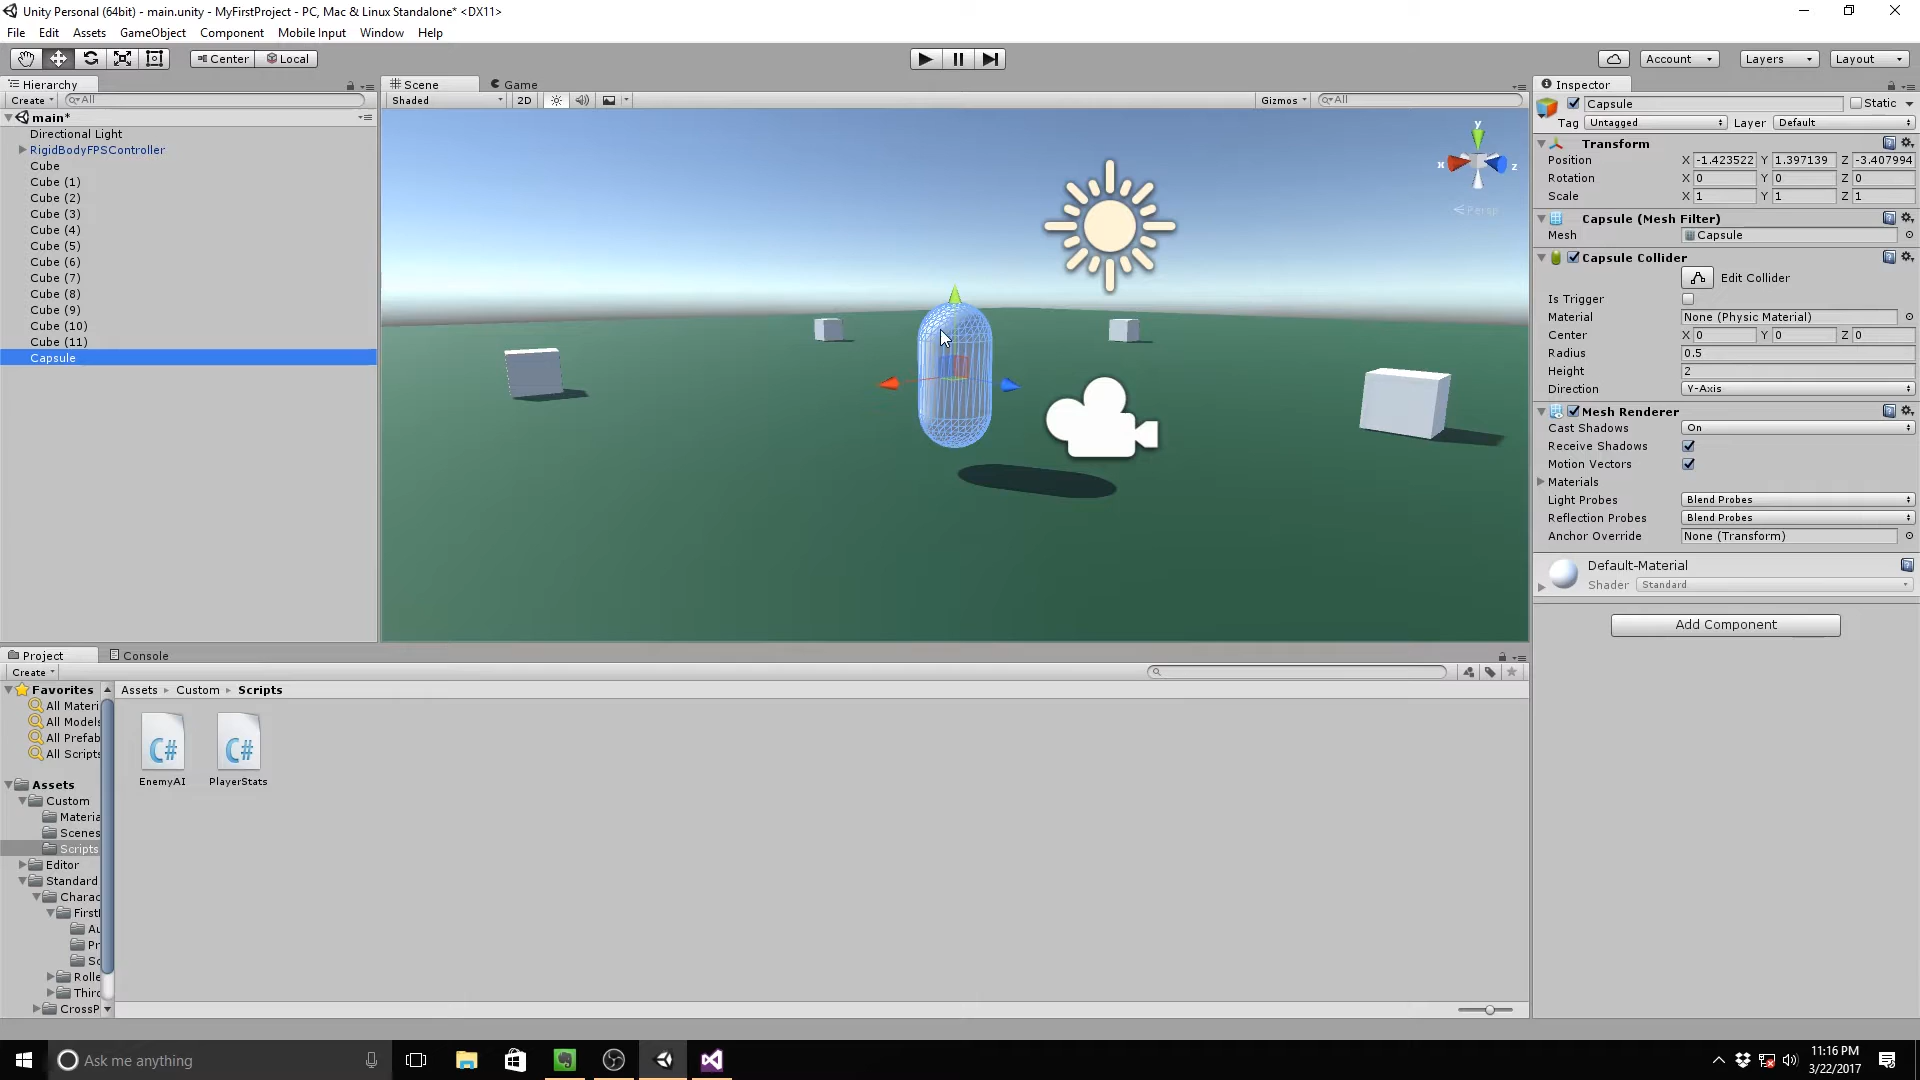 Unity Personal (64bit) - main.unity - MyFirstProject - PC, Mac & Linux Standalone* <DX11>
File Edit Assets GameObject Component Mobile Input Window Help
Center Local Account Layers Layout
Hierarchy
Create All
main*
Directional Light
RigidBodyFPSController
Cube
Cube (1)
Cube (2)
Cube (3)
Cube (4)
Cube (5)
Cube (6)
Cube (7)
Cube (8)
Cube (9)
Cube (10)
Cube (11)
Capsule
Scene Game
Shaded 2D Gizmos All
y
x z
Persp
Inspector
Capsule Static
Tag Untagged Layer Default
Transform
Position X -1.423522 Y 1.397139 Z -3.407994
Rotation X 0 Y 0 Z 0
Scale X 1 Y 1 Z 1
Capsule (Mesh Filter)
Mesh Capsule
Capsule Collider
Edit Collider
Is Trigger
Material None (Physic Material)
Center X 0 Y 0 Z 0
Radius 0.5
Height 2
Direction Y-Axis
Mesh Renderer
Cast Shadows On
Receive Shadows
Motion Vectors
Materials
Light Probes Blend Probes
Reflection Probes Blend Probes
Anchor Override None (Transform)
Default-Material
Shader Standard
Add Component
Project Console
Create
Favorites
All Materi
All Models
All Prefab
All Scripts
Assets
Custom
Materia
Scenes
Scripts
Editor
Standard
Charac
First
Au
Pr
Sc
Rolle
Thirc
CrossP
Assets Custom Scripts
C# C#
EnemyAI PlayerStats
Ask me anything
11:16 PM
3/22/2017